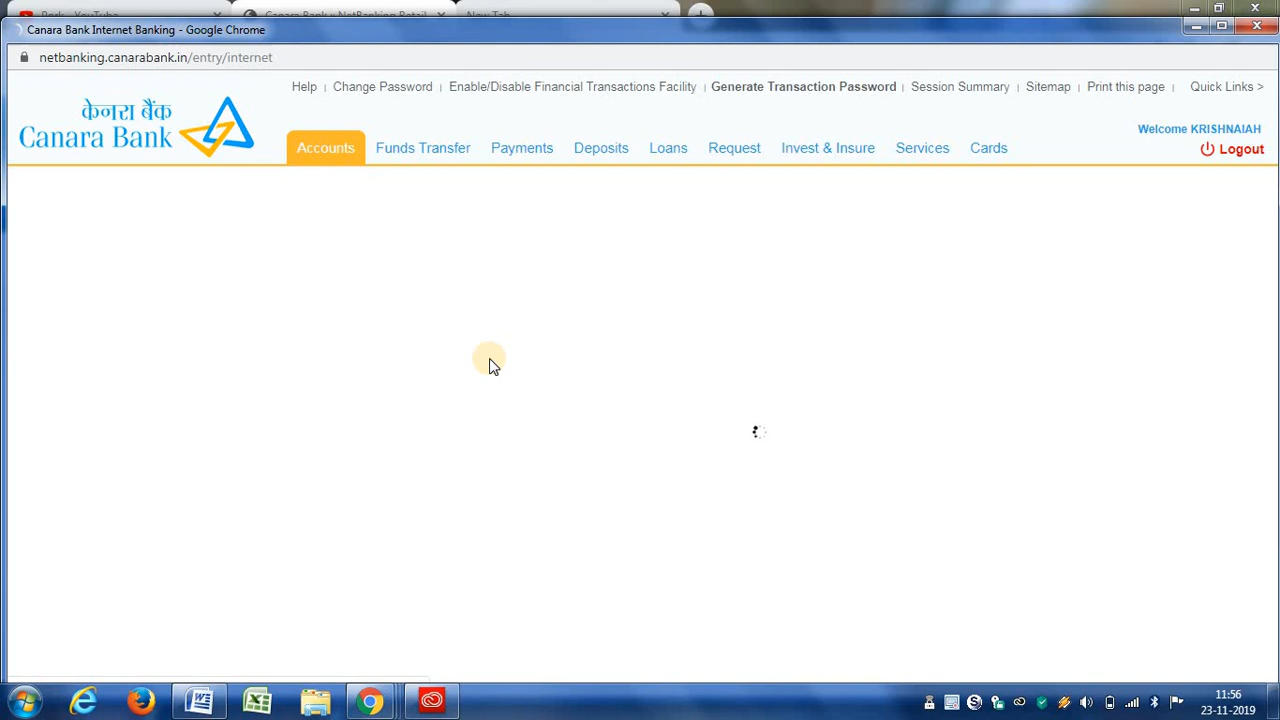 Canara Bank Internet Banking - Google Chrome
netbanking.canarabank.in/entry/internet
Help Change Password Enable/Disable Financial Transactions Facility Generate Transaction Password Session Summary Sitemap Print this page Quick Links >
केनरा बैंक
Canara Bank
Welcome KRISHNAIAH
Logout
Accounts Funds Transfer Payments Deposits Loans Request Invest & Insure Services Cards
11:56
23-11-2019